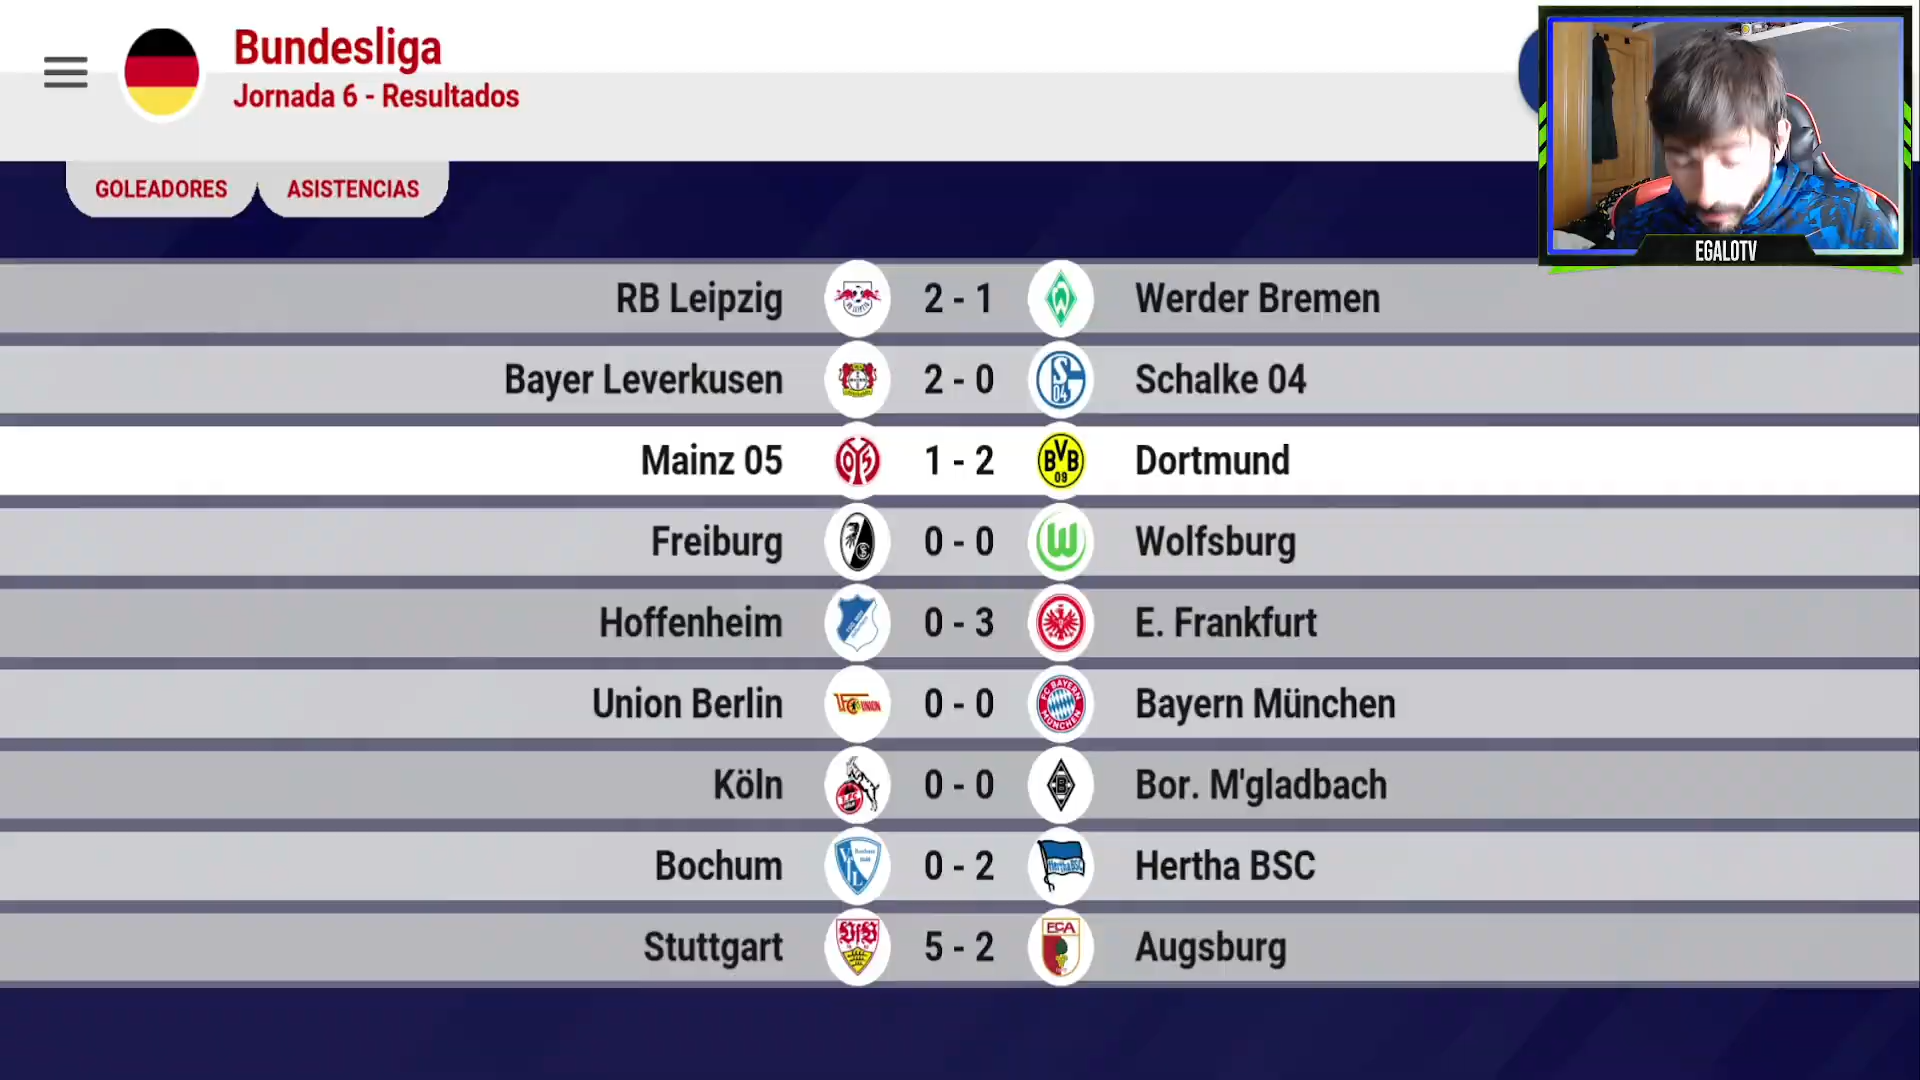 Bundesliga
Jornada 6 - Resultados
GOLEADORES ASISTENCIAS
EGALOTV
RB Leipzig 2 - 1 Werder Bremen
Bayer Leverkusen 2 - 0 Schalke 04
Mainz 05 1 - 2 Dortmund
Freiburg 0 - 0 Wolfsburg
Hoffenheim 0 - 3 E. Frankfurt
Union Berlin 0 - 0 Bayern München
Köln 0 - 0 Bor. M'gladbach
Bochum 0 - 2 Hertha BSC
Stuttgart 5 - 2 Augsburg